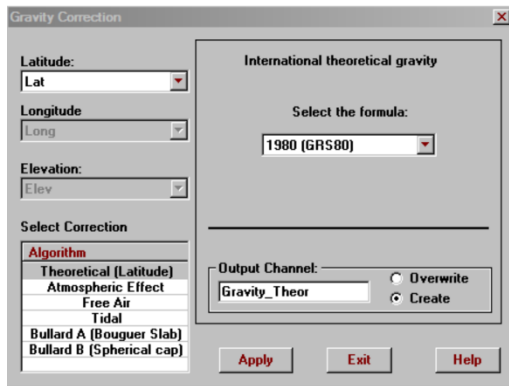 Gravity Correction
Latitude:
Lat
Longitude
Long
Elevation:
Elev
Select Correction
Algorithm
Theoretical (Latitude)
Atmospheric Effect
Free Air
Tidal
Bullard A (Bouguer Slab)
Bullard B (Spherical cap)
International theoretical gravity
Select the formula:
1980 (GRS80)
Output Channel:
Gravity_Theor
Overwrite
Create
Apply
Exit
Help